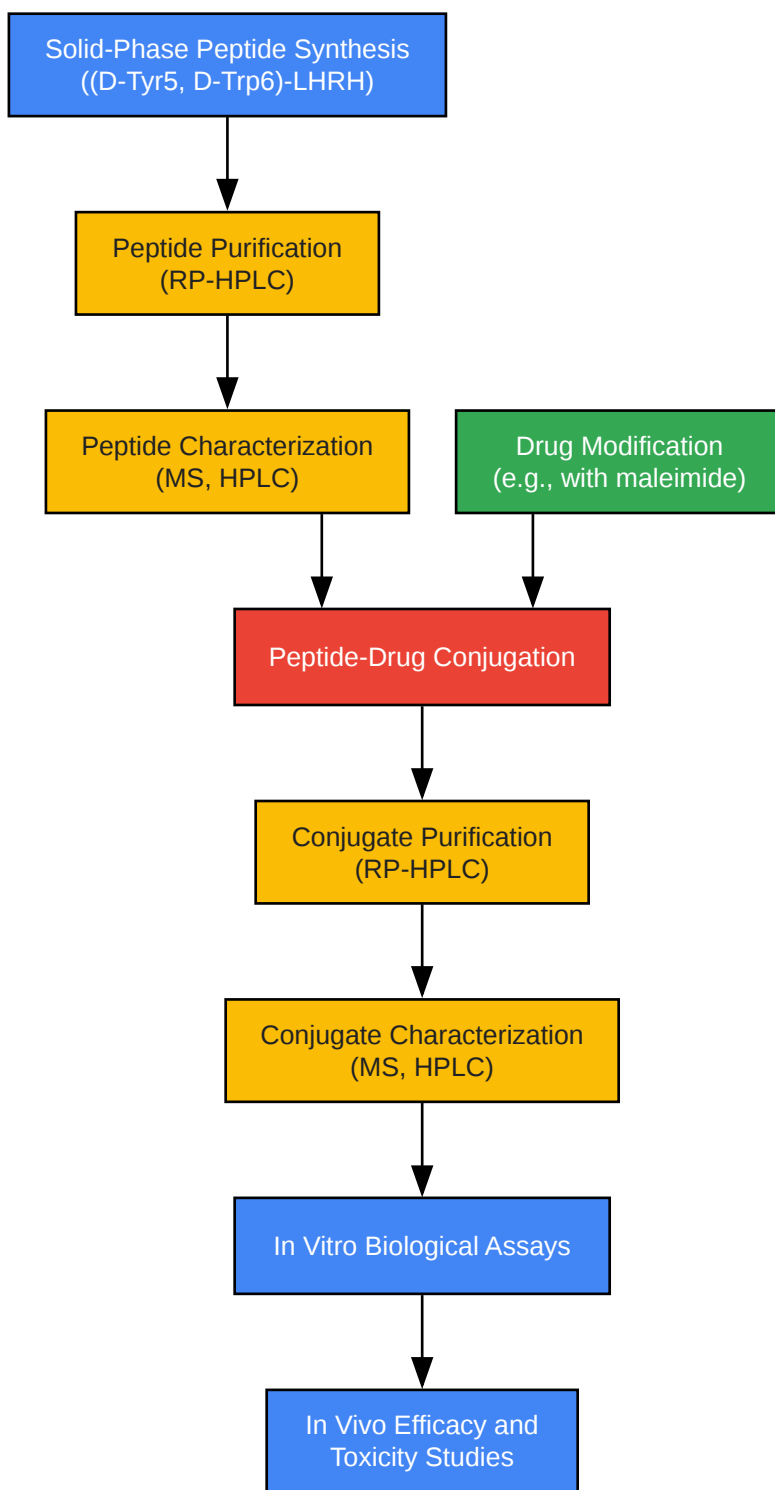 Solid-Phase Peptide Synthesis
((D-Tyr5, D-Trp6)-LHRH)
Peptide Purification
(RP-HPLC)
Peptide Characterization
(MS, HPLC)
Drug Modification
(e.g., with maleimide)
Peptide-Drug Conjugation
Conjugate Purification
(RP-HPLC)
Conjugate Characterization
(MS, HPLC)
In Vitro Biological Assays
In Vivo Efficacy and
Toxicity Studies